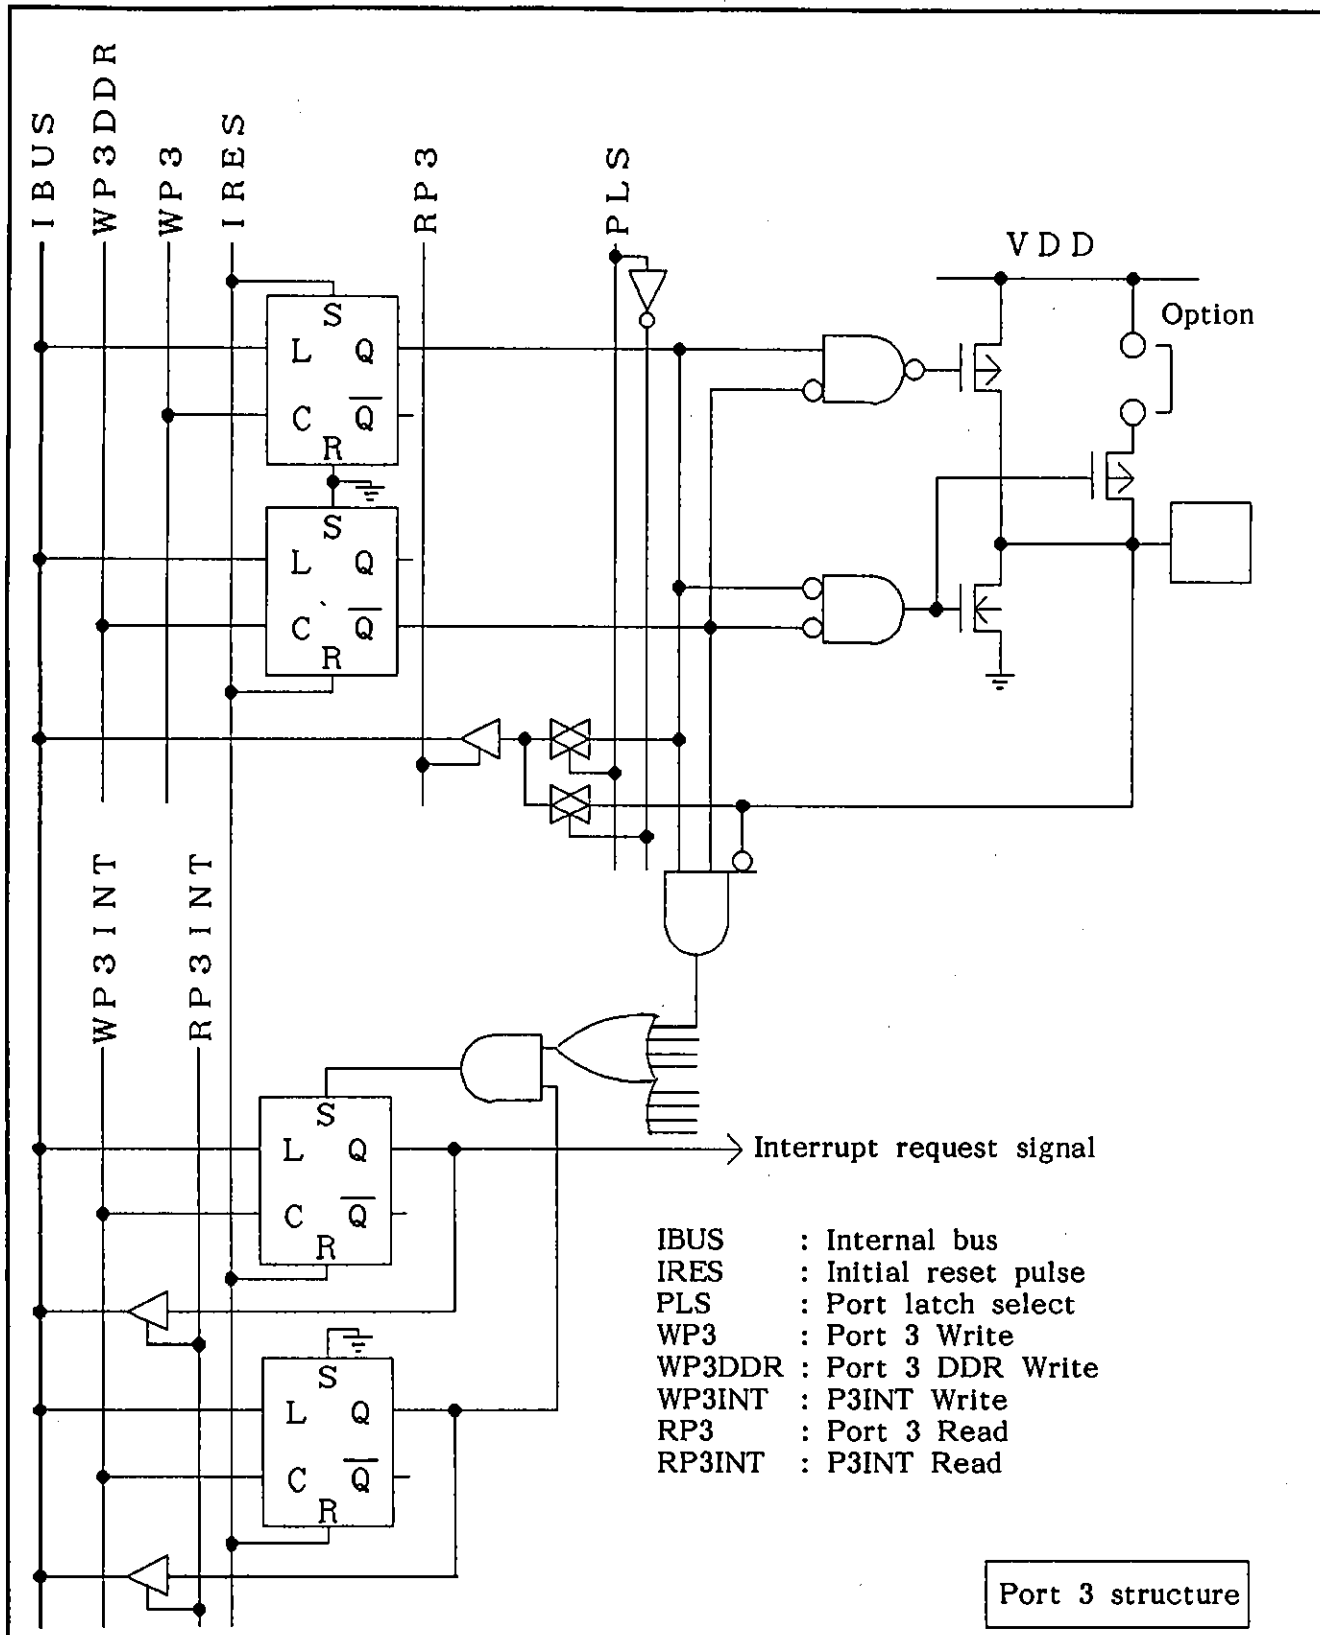 IBUS
WP3DDR
WP3
IRES
RP3
PLS
VDD
Option
S
L Q
C Q̅
R
S
L Q
C Q̅
R
WP3INT
RP3INT
S
L Q
C Q̅
R
Interrupt request signal
S
L Q
C Q̅
R
IBUS : Internal bus
IRES : Initial reset pulse
PLS : Port latch select
WP3 : Port 3 Write
WP3DDR : Port 3 DDR Write
WP3INT : P3INT Write
RP3 : Port 3 Read
RP3INT : P3INT Read
Port 3 structure